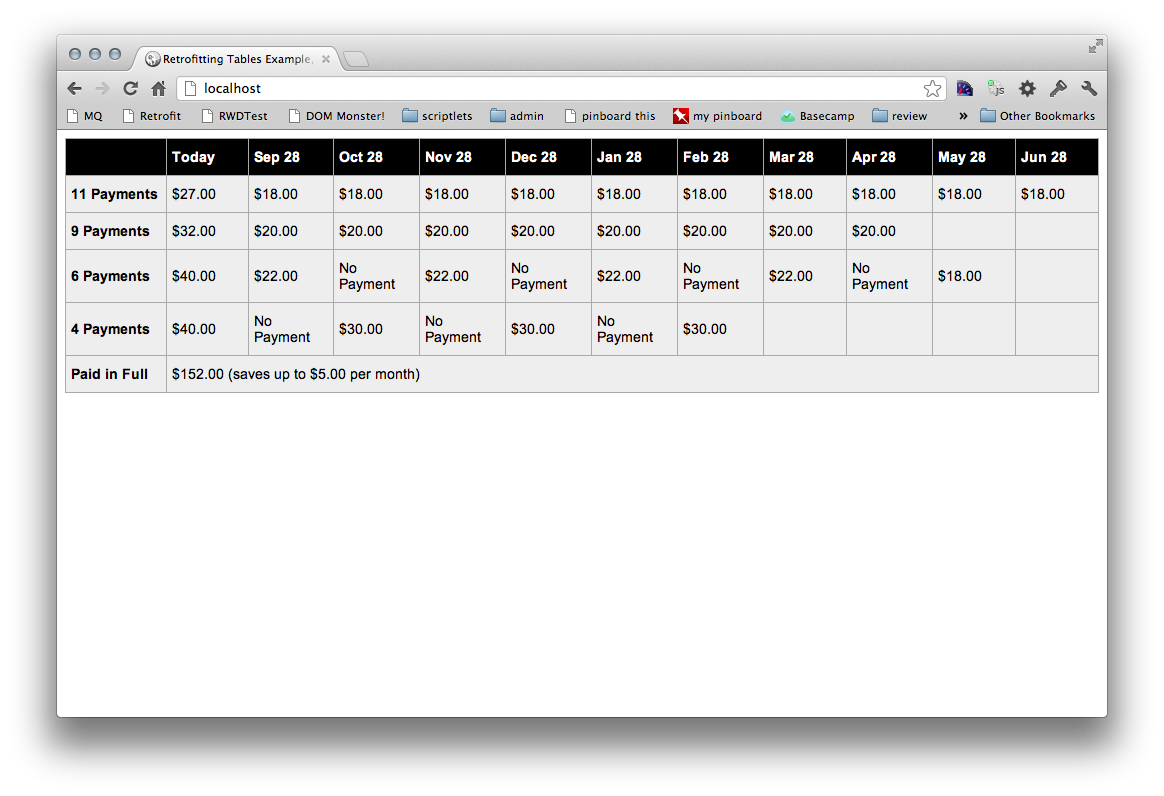 Retrofitting Tables Example,
localhost
js
MQ Retrofit RWDTest DOM Monster! scriptlets admin pinboard this my pinboard Basecamp review » Other Bookmarks
Today Sep 28 Oct 28 Nov 28 Dec 28 Jan 28 Feb 28 Mar 28 Apr 28 May 28 Jun 28
11 Payments $27.00 $18.00 $18.00 $18.00 $18.00 $18.00 $18.00 $18.00 $18.00 $18.00 $18.00
9 Payments $32.00 $20.00 $20.00 $20.00 $20.00 $20.00 $20.00 $20.00 $20.00
6 Payments $40.00 $22.00 No Payment $22.00 No Payment $22.00 No Payment $22.00 No Payment $18.00
4 Payments $40.00 No Payment $30.00 No Payment $30.00 No Payment $30.00
Paid in Full $152.00 (saves up to $5.00 per month)